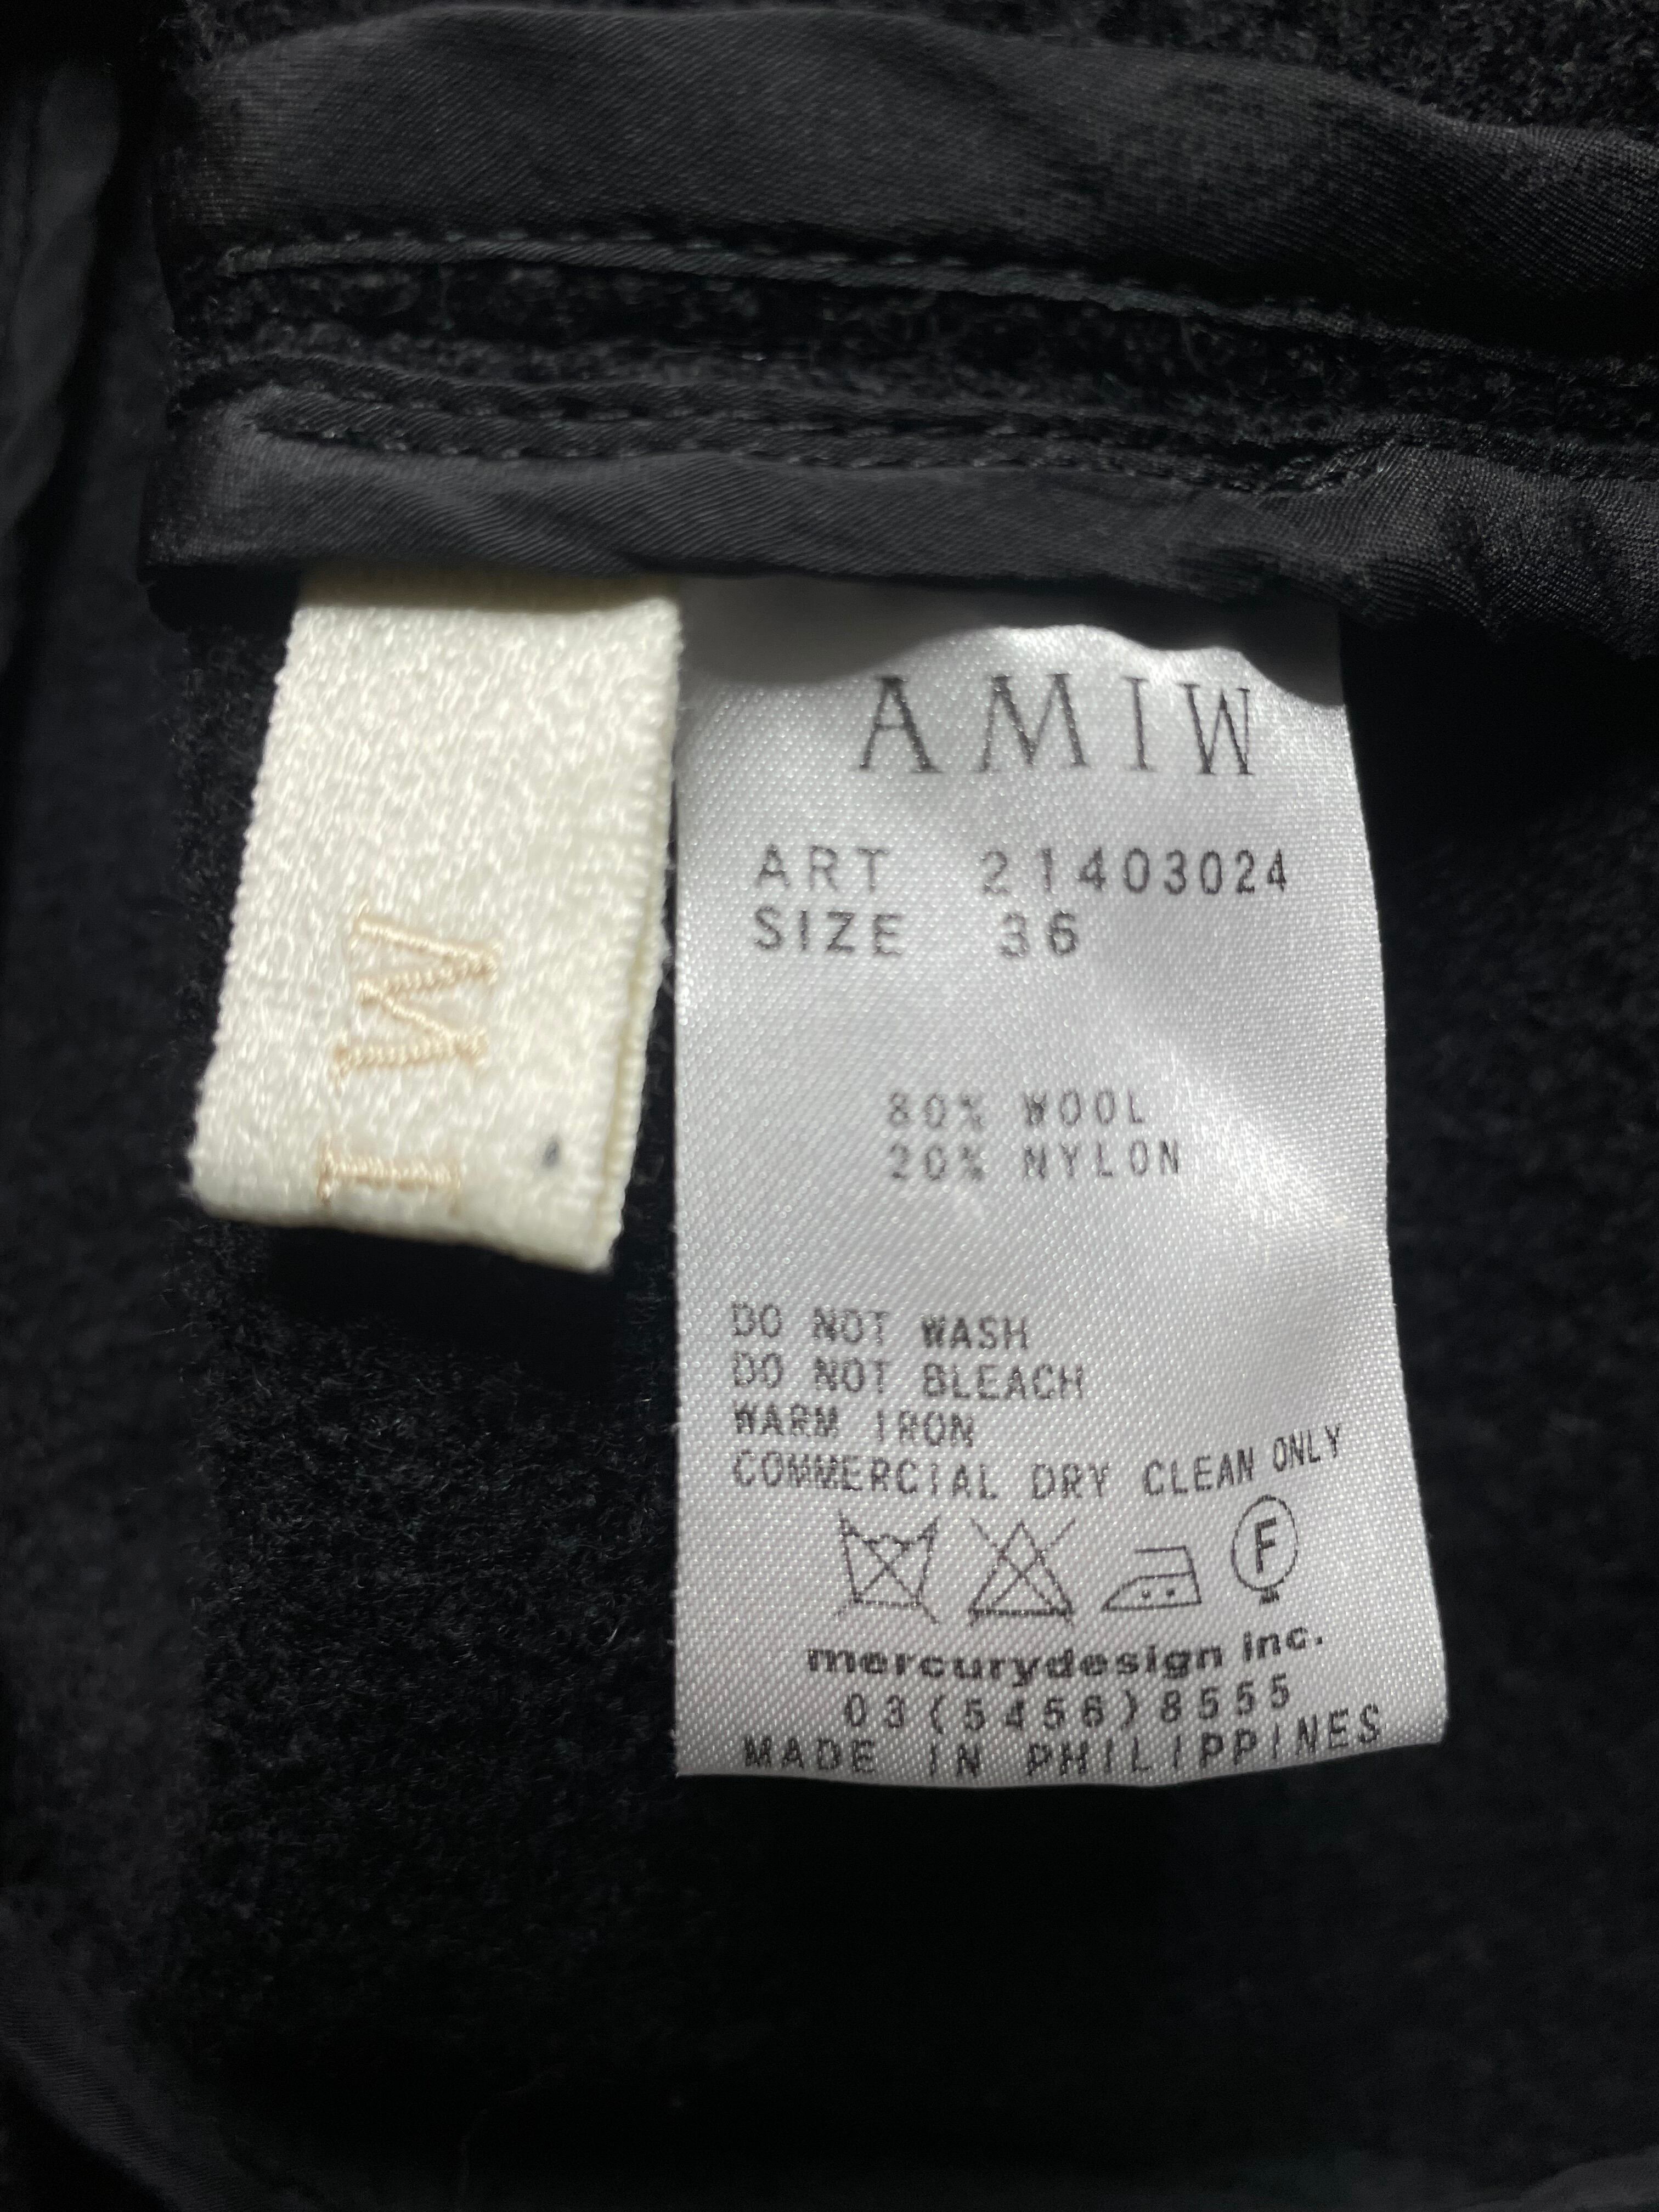 MI
AMIW
ART 21403024
SIZE 36
80% WOOL
20% NYLON
DO NOT WASH
DO NOT BLEACH
WARM IRON
COMMERCIAL DRY CLEAN ONLY
F
mercurydesign inc.
03(5456)8555
MADE IN PHILIPPINES